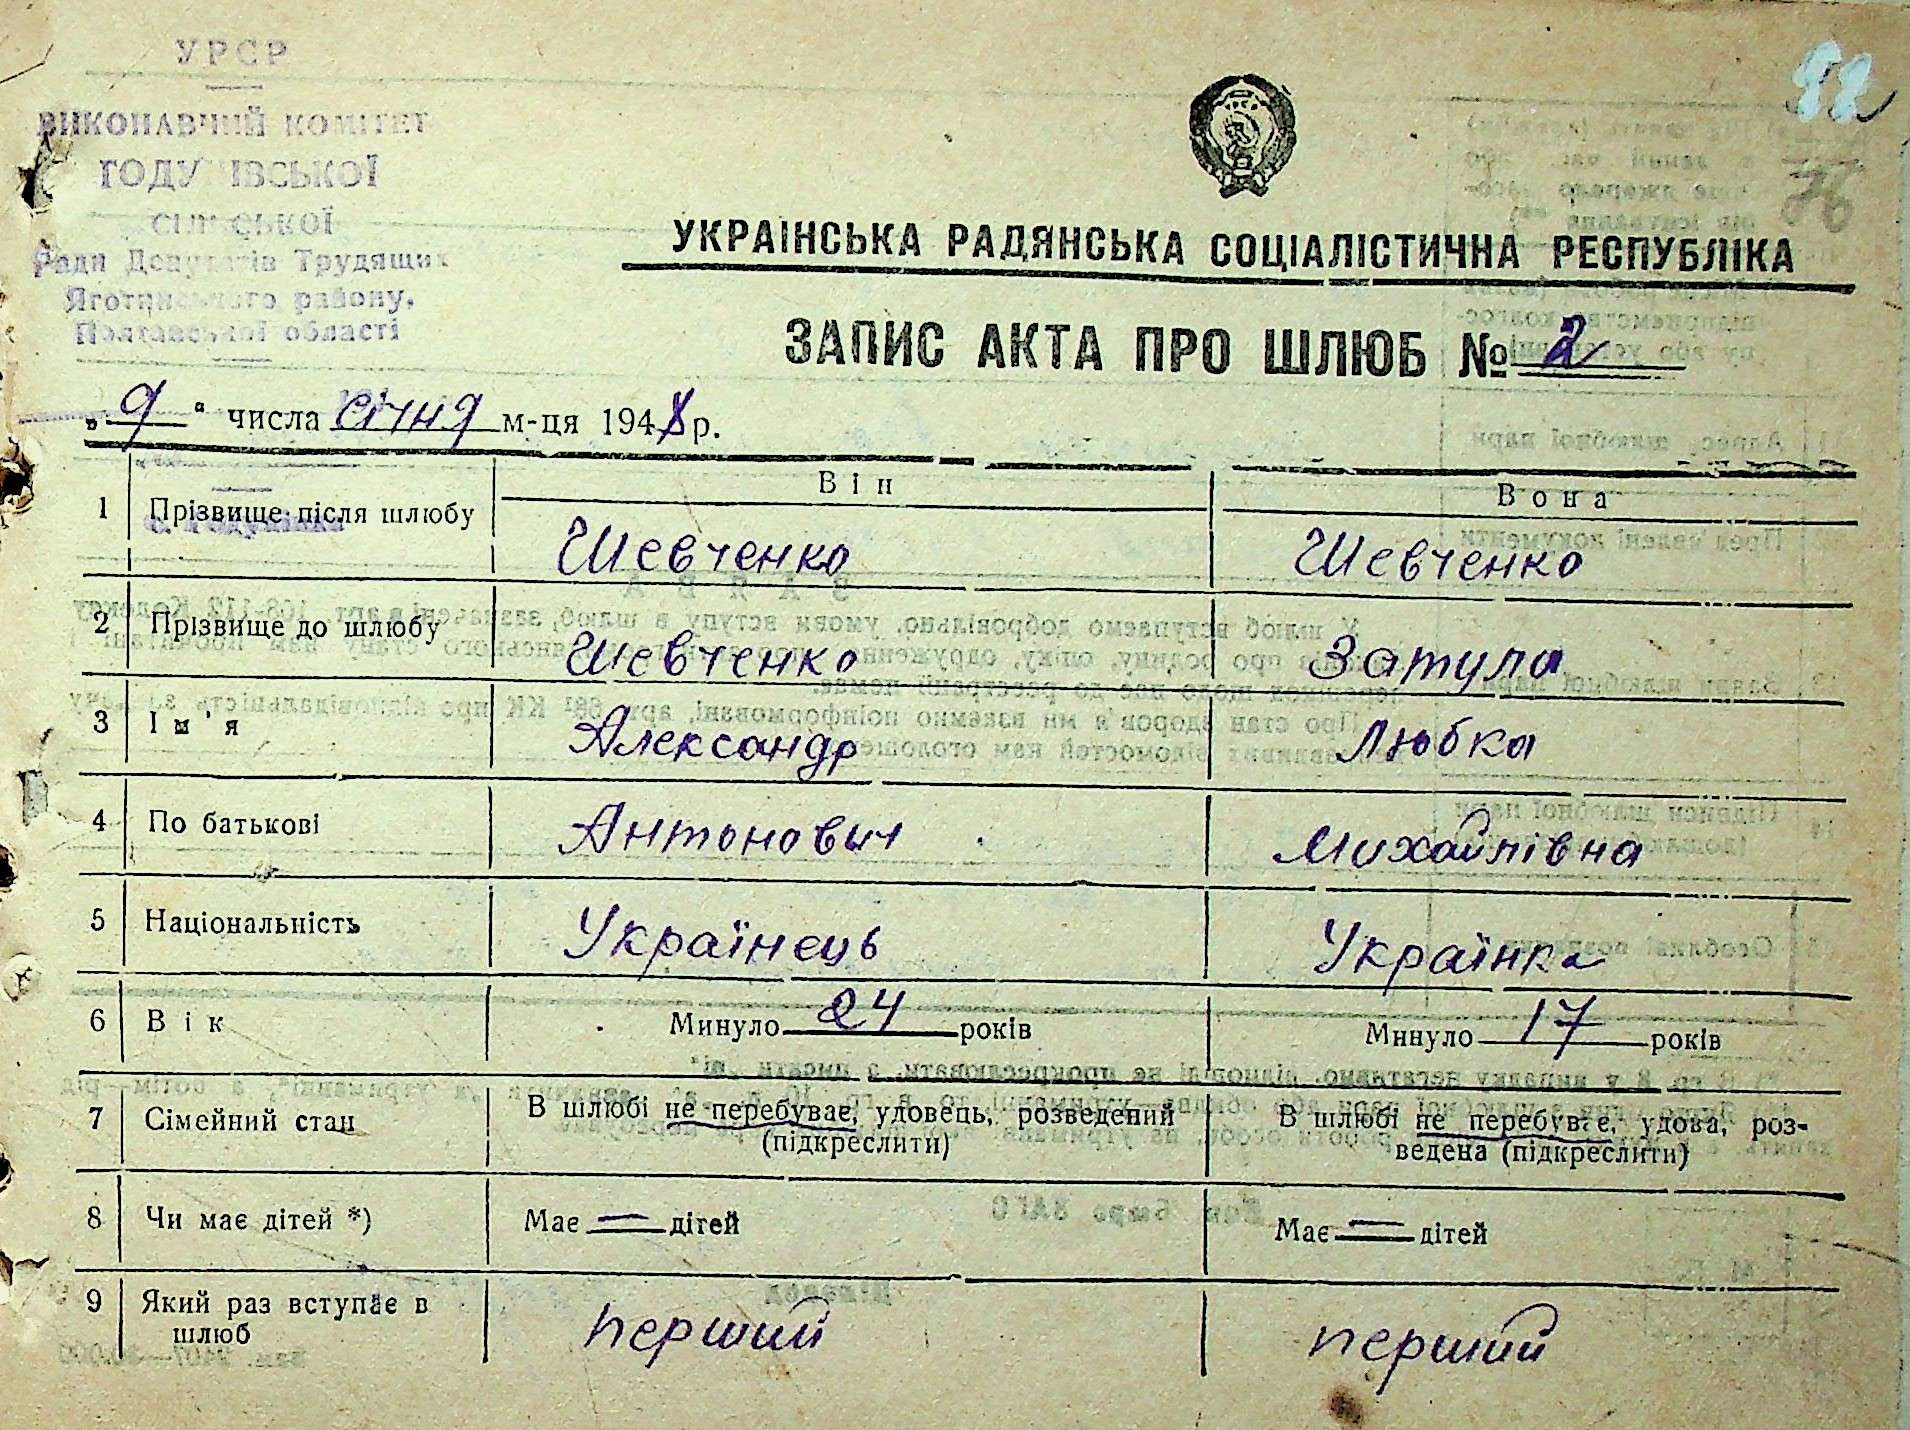 УРСР
ВИКОНАВЧИЙ КОМІТЕТ
СІЛЬСЬКОЇ
Ради Депутатів Трудящих
Яготинського району,
Полтавської області
УКРАЇНСЬКА РАДЯНСЬКА СОЦІАЛІСТИЧНА РЕСПУБЛІКА
ЗАПИС АКТА ПРО ШЛЮБ № 2
„9“ числа січня м-ця 1948 р.
Він Вона
1 Прізвище після шлюбу Шевченко Шевченко
2 Прізвище до шлюбу Шевченко Затула
3 Ім'я Александр Любка
4 По батькові Антонович Михайлівна
5 Національність Українець Українка
6 Вік Минуло 24 років Минуло 17 років
7 Сімейний стан В шлюбі не перебуває, удовець, розведений В шлюбі не перебуває, удова, роз-
(підкреслити) ведена (підкреслити)
8 Чи має дітей *) Має — дітей Має — дітей
9 Який раз вступає в перший перший
шлюб